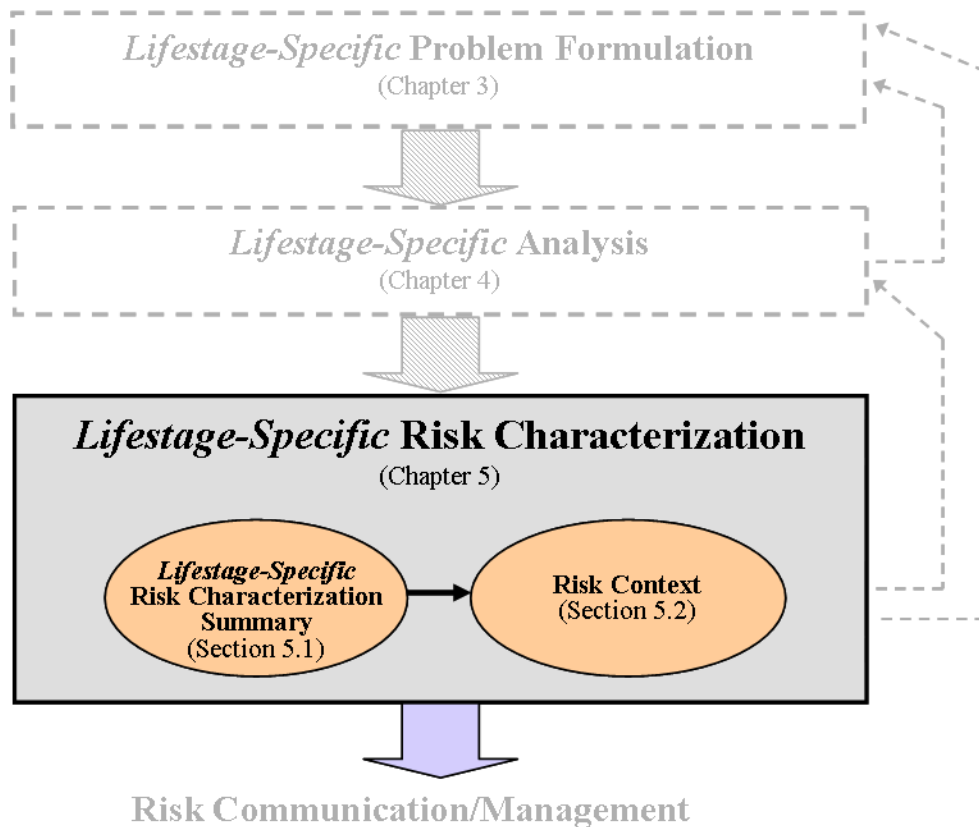 Lifestage-Specific Problem Formulation
(Chapter 3)
Lifestage-Specific Analysis
(Chapter 4)
Lifestage-Specific Risk Characterization
(Chapter 5)
Lifestage-Specific
Risk Characterization
Summary
(Section 5.1)
Risk Context
(Section 5.2)
Risk Communication/Management